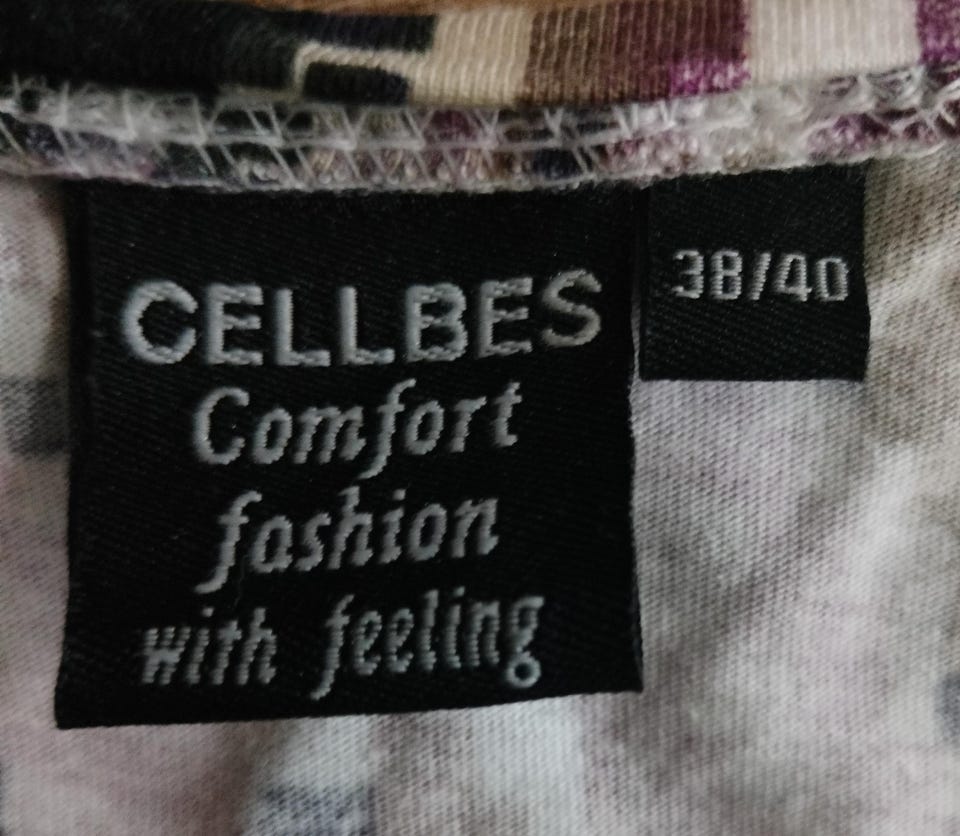 CELLBES
Comfort
fashion
with feeling
38/40